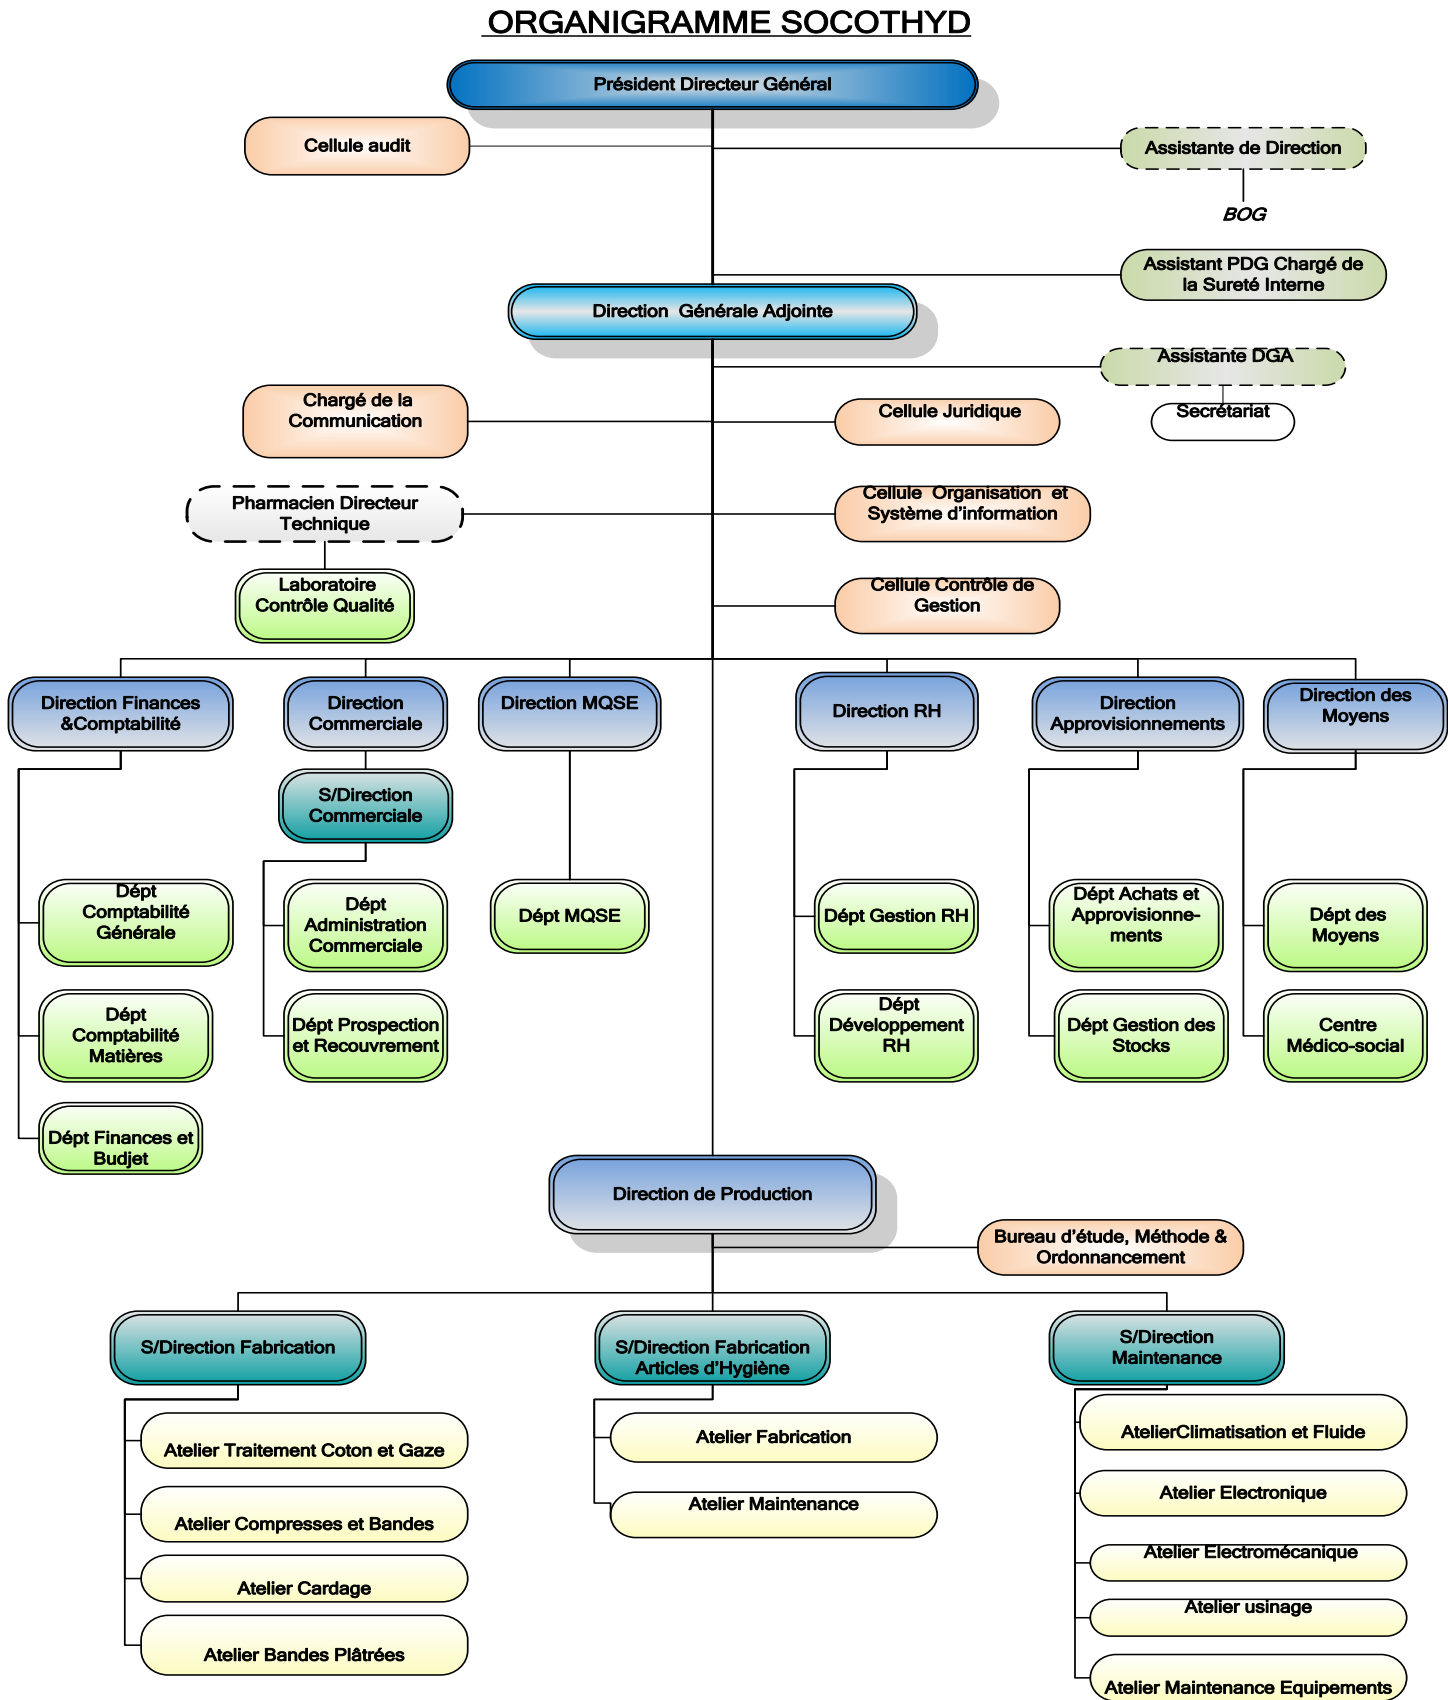 ORGANIGRAMME SOCOTHYD
Président Directeur Général
Cellule audit
Assistante de Direction
BOG
Assistant PDG Chargé de
la Sureté Interne
Direction Générale Adjointe
Assistante DGA
Secrétariat
Chargé de la
Communication
Cellule Juridique
Pharmacien Directeur
Technique
Cellule Organisation et
Système d'information
Laboratoire
Contrôle Qualité
Cellule Contrôle de
Gestion
Direction Finances
&Comptabilité
Direction
Commerciale
Direction MQSE
Direction RH
Direction
Approvisionnements
Direction des
Moyens
S/Direction
Commerciale
Dépt
Comptabilité
Générale
Dépt
Administration
Commerciale
Dépt MQSE
Dépt Gestion RH
Dépt Achats et
Approvisionne-
ments
Dépt des
Moyens
Dépt
Comptabilité
Matières
Dépt Prospection
et Recouvrement
Dépt
Développement
RH
Dépt Gestion des
Stocks
Centre
Médico-social
Dépt Finances et
Budjet
Direction de Production
Bureau d'étude, Méthode &
Ordonnancement
S/Direction Fabrication
S/Direction Fabrication
Articles d'Hygiène
S/Direction
Maintenance
Atelier Traitement Coton et Gaze
Atelier Compresses et Bandes
Atelier Cardage
Atelier Bandes Plâtrées
Atelier Fabrication
Atelier Maintenance
AtelierClimatisation et Fluide
Atelier Electronique
Atelier Electromécanique
Atelier usinage
Atelier Maintenance Equipements